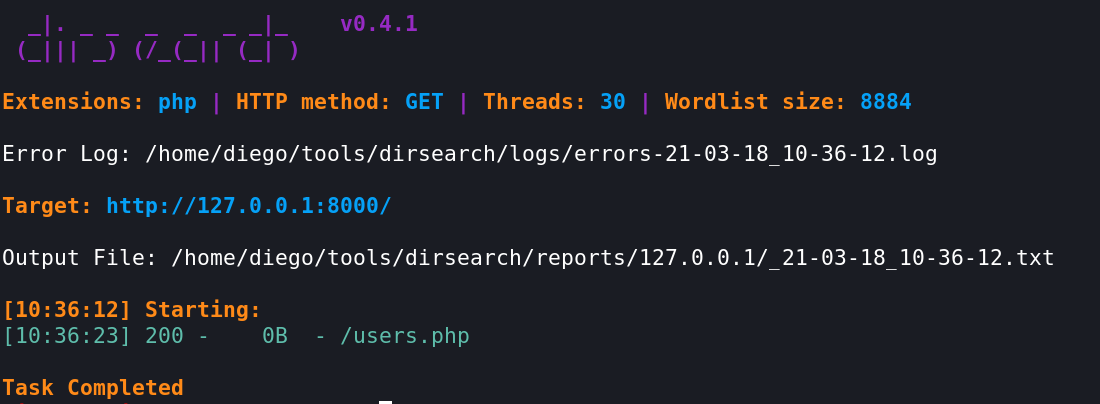 _|. _ _  _  _  _ _|_    v0.4.1
(_||| _) (/_(_|| (_| )
Extensions: php | HTTP method: GET | Threads: 30 | Wordlist size: 8884
Error Log: /home/diego/tools/dirsearch/logs/errors-21-03-18_10-36-12.log
Target: http://127.0.0.1:8000/
Output File: /home/diego/tools/dirsearch/reports/127.0.0.1/_21-03-18_10-36-12.txt
[10:36:12] Starting:
[10:36:23] 200 -    0B  - /users.php
Task Completed